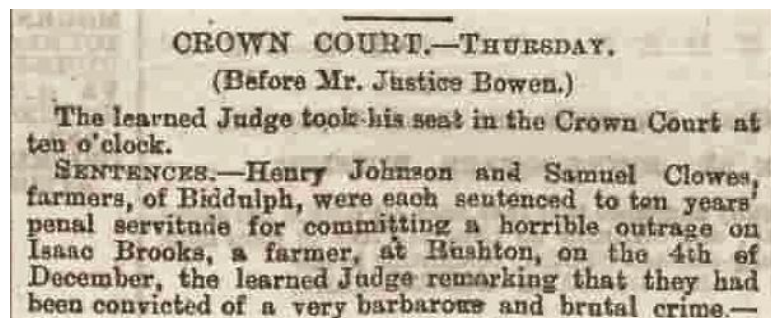 CROWN COURT.—THURSDAY.
(Before Mr. Justice Bowen.)
The learned Judge took his seat in the Crown Court at
ten o'clock.
SENTENCES.—Henry Johnson and Samuel Clowes,
farmers, of Biddulph, were each sentenced to ten years'
penal servitude for committing a horrible outrage on
Isaac Brooks, a farmer, at Rushton, on the 4th of
December, the learned Judge remarking that they had
been convicted of a very barbarous and brutal crime.—